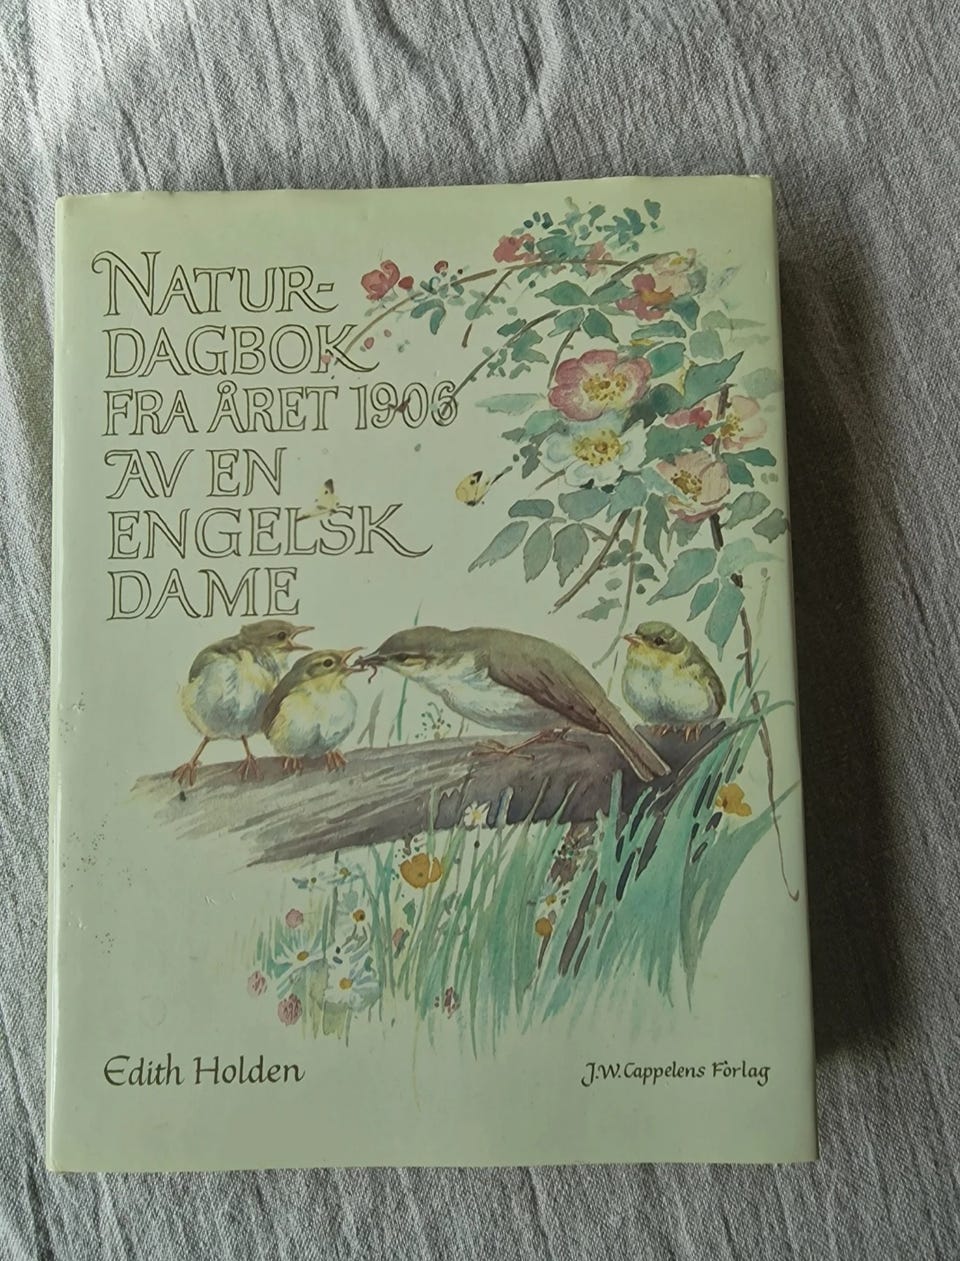 NATUR-
DAGBOK
FRA ÅRET 1906
AV EN
ENGELSK
DAME
Edith Holden
J.W. Cappelens Forlag